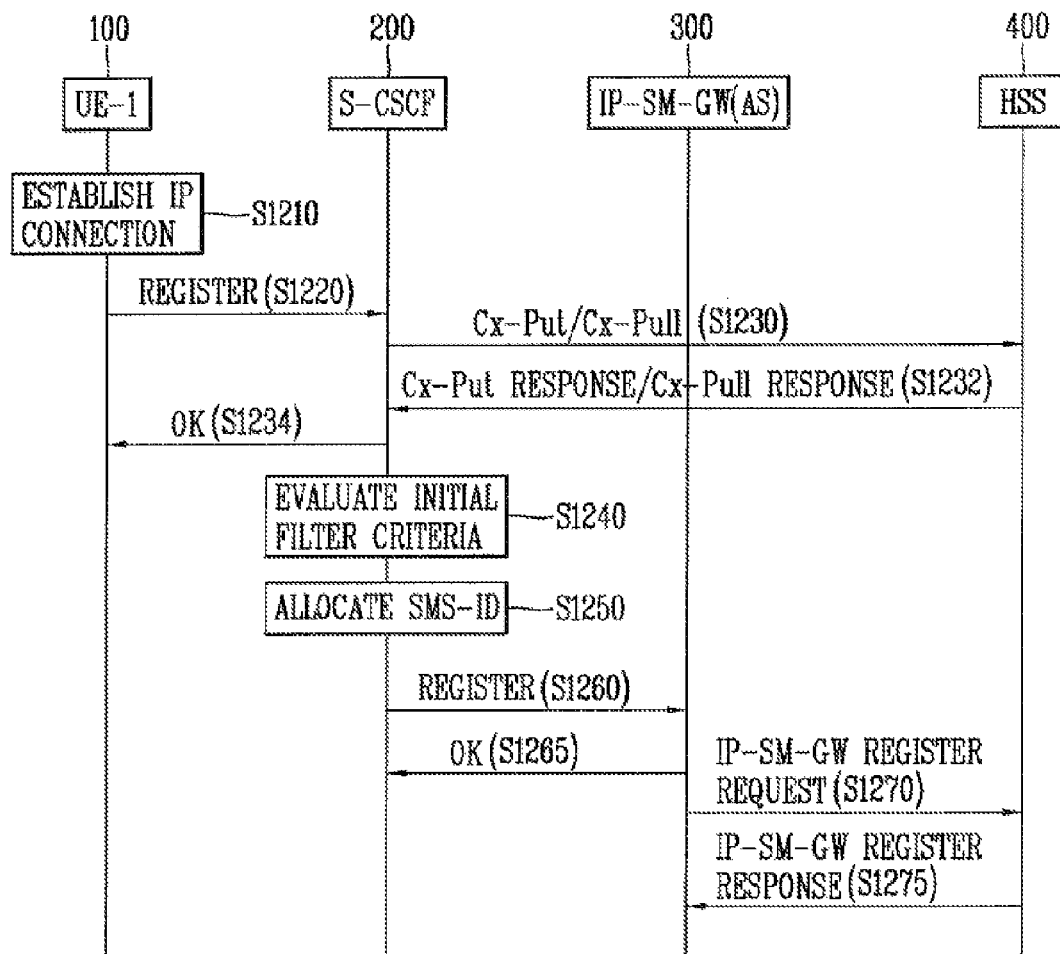 100 200 300 400
UE-1 S-CSCF IP-SM-GW(AS) HSS
ESTABLISH IP
CONNECTION
S1210
REGISTER(S1220)
Cx-Put/Cx-Pull (S1230)
Cx-Put RESPONSE/Cx-Pull RESPONSE(S1232)
OK(S1234)
EVALUATE INITIAL
FILTER CRITERIA
S1240
ALLOCATE SMS-ID
S1250
REGISTER(S1260)
OK(S1265)
IP-SM-GW REGISTER
REQUEST(S1270)
IP-SM-GW REGISTER
RESPONSE(S1275)